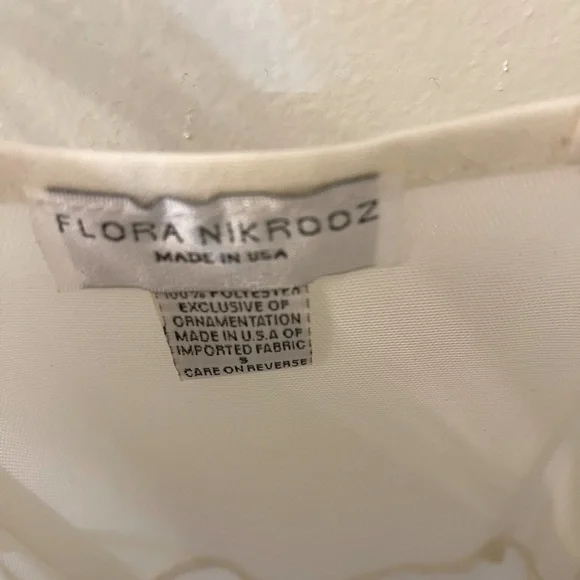 FLORA NIKROOZ
MADE IN USA
100% POLYESTER
EXCLUSIVE OF
ORNAMENTATION
MADE IN U.S.A OF
IMPORTED FABRIC
S
CARE ON REVERSE